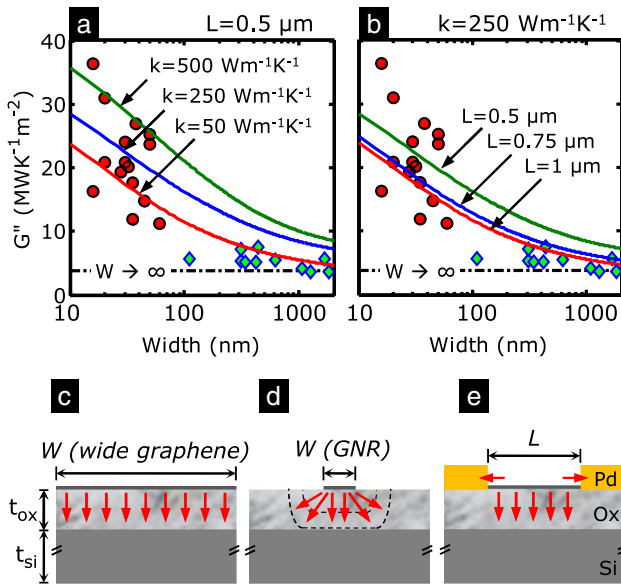 a
L=0.5 µm
b
k=250 Wm⁻¹K⁻¹
G" (MWK⁻¹m⁻²)
40
30
20
10
0
k=500 Wm⁻¹K⁻¹
k=250 Wm⁻¹K⁻¹
k=50 Wm⁻¹K⁻¹
W → ∞
10
100
1000
Width (nm)
L=0.5 µm
L=0.75 µm
L=1 µm
W → ∞
10
100
1000
Width (nm)
c
W (wide graphene)
tox
tsi
d
W (GNR)
e
L
Pd
Ox
Si